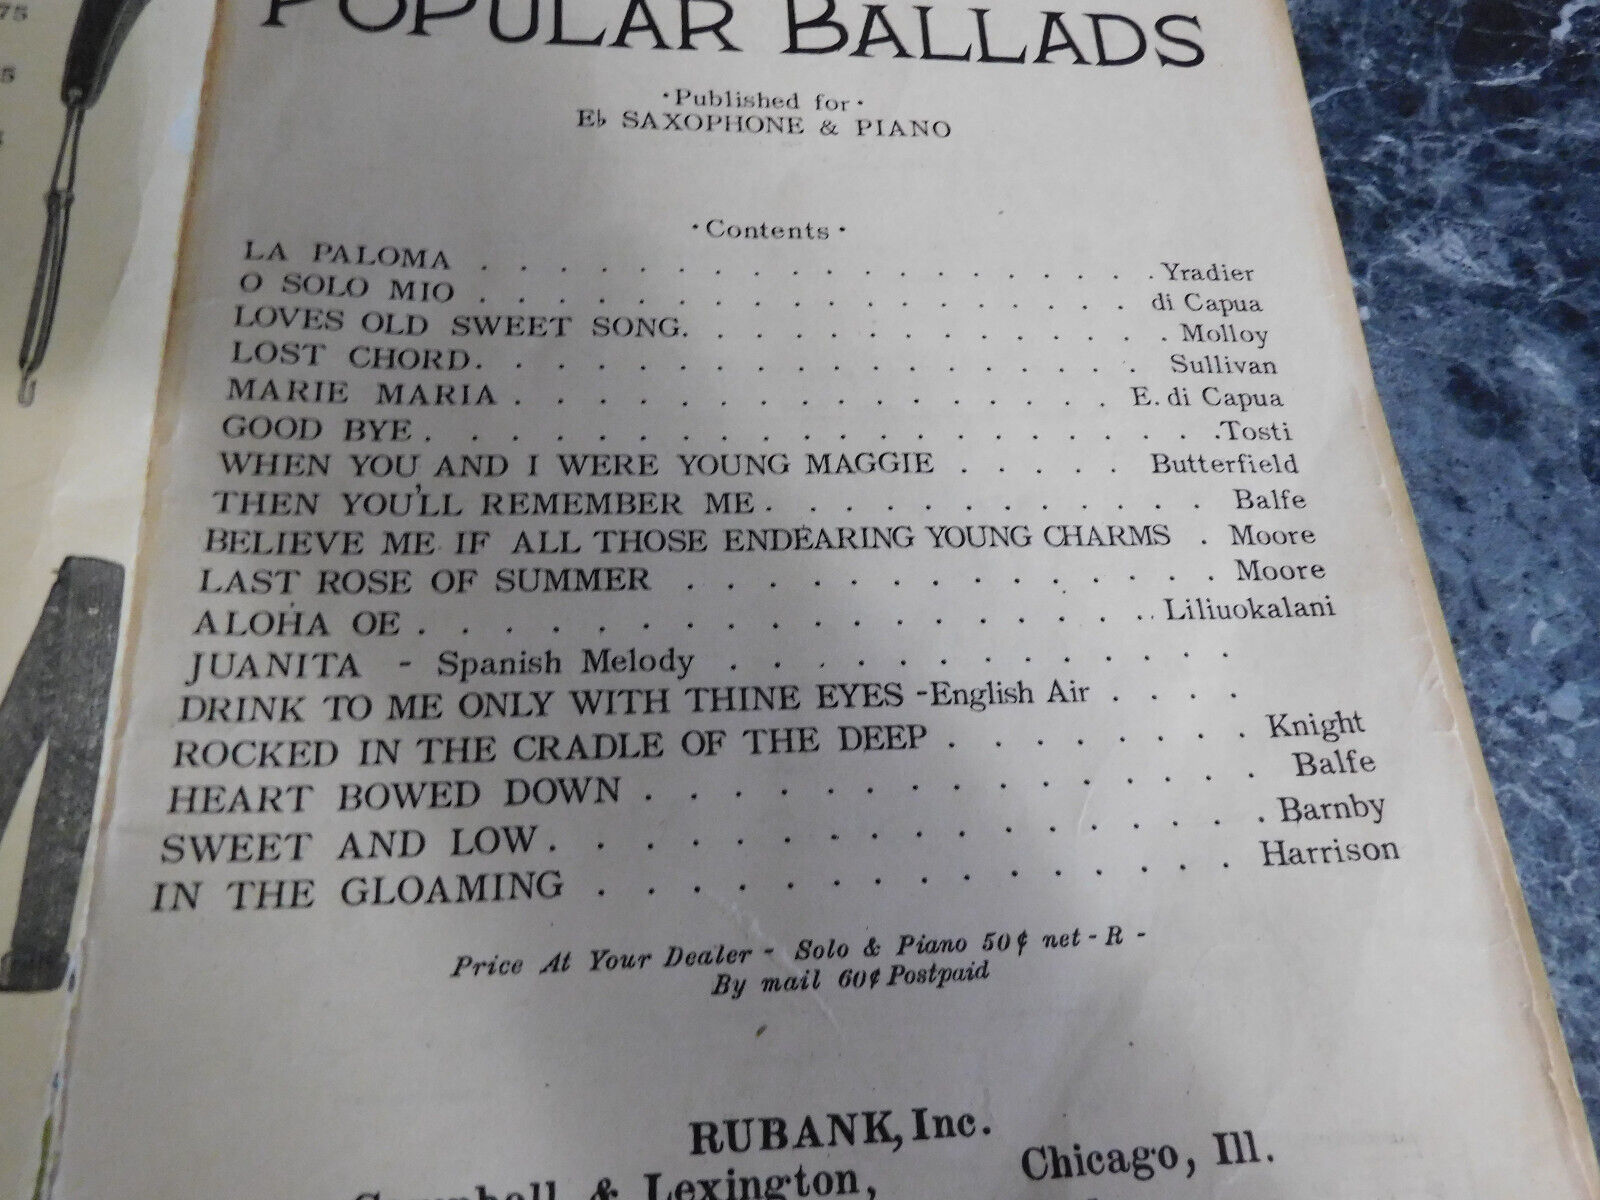 75
5
POPULAR BALLADS
·Published for·
E♭ SAXOPHONE & PIANO
·Contents·
LA PALOMA . . . . . . . . . . . . . . Yradier
O SOLO MIO . . . . . . . . . . . . . . di Capua
LOVES OLD SWEET SONG. . . . . . . . . . Molloy
LOST CHORD. . . . . . . . . . . . . . Sullivan
MARIE MARIA . . . . . . . . . . . . . E. di Capua
GOOD BYE . . . . . . . . . . . . . . .Tosti
WHEN YOU AND I WERE YOUNG MAGGIE . . . . . Butterfield
THEN YOU'LL REMEMBER ME . . . . . . . . . . Balfe
BELIEVE ME IF ALL THOSE ENDEARING YOUNG CHARMS . Moore
LAST ROSE OF SUMMER . . . . . . . . . . . Moore
ALOHA OE . . . . . . . . . . . . . . . Liliuokalani
JUANITA - Spanish Melody . . . . . . . . . . .
DRINK TO ME ONLY WITH THINE EYES -English Air . . . .
ROCKED IN THE CRADLE OF THE DEEP . . . . . . . Knight
HEART BOWED DOWN . . . . . . . . . . . . Balfe
SWEET AND LOW . . . . . . . . . . . . . Barnby
IN THE GLOAMING . . . . . . . . . . . . Harrison
Price At Your Dealer - Solo & Piano 50¢ net - R -
By mail 60¢ Postpaid
RUBANK, Inc.
Campbell & Lexington, Chicago, Ill.